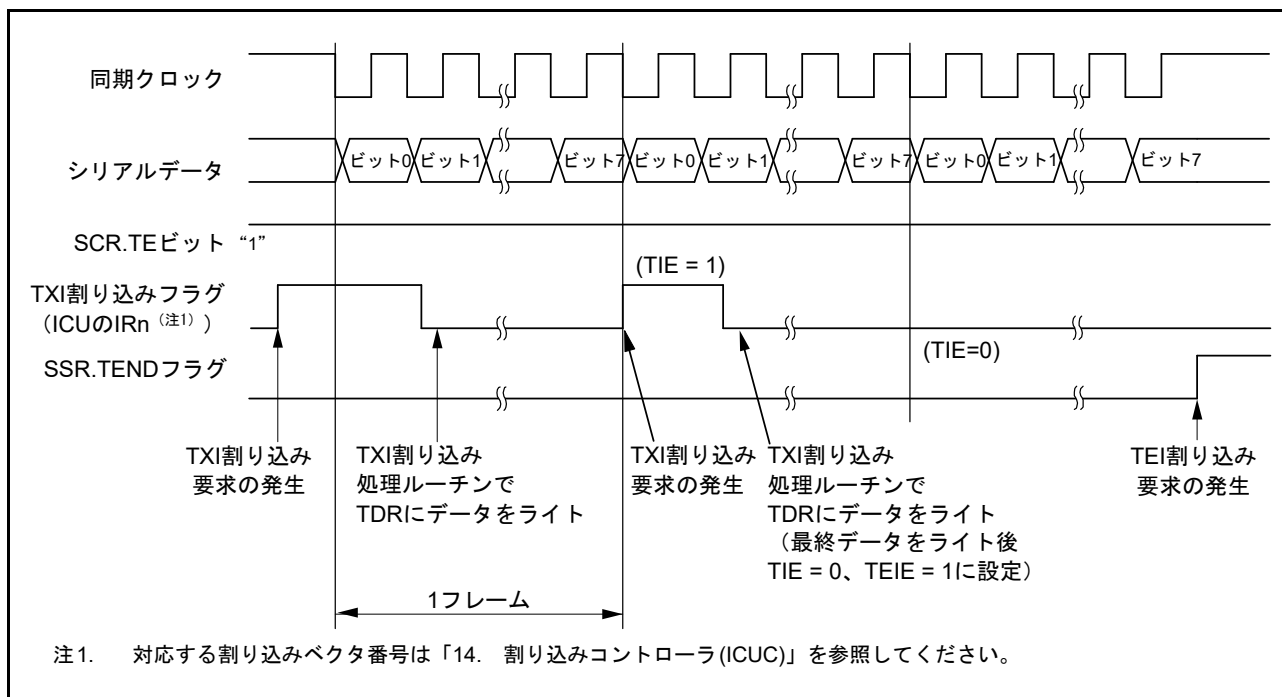 同期クロック
シリアルデータ
ビット0 ビット1 ビット7 ビット0 ビット1 ビット7 ビット0 ビット1 ビット7
SCR.TEビット “1”
(TIE = 1)
TXI割り込みフラグ
（ICUのIRn（注1））
(TIE=0)
SSR.TENDフラグ
TXI割り込み
要求の発生
TXI割り込み
処理ルーチンで
TDRにデータをライト
TXI割り込み
要求の発生
TXI割り込み
処理ルーチンで
TDRにデータをライト
（最終データをライト後
TIE = 0、TEIE = 1に設定）
TEI割り込み
要求の発生
1フレーム
注1. 対応する割り込みベクタ番号は「14. 割り込みコントローラ(ICUC)」を参照してください。